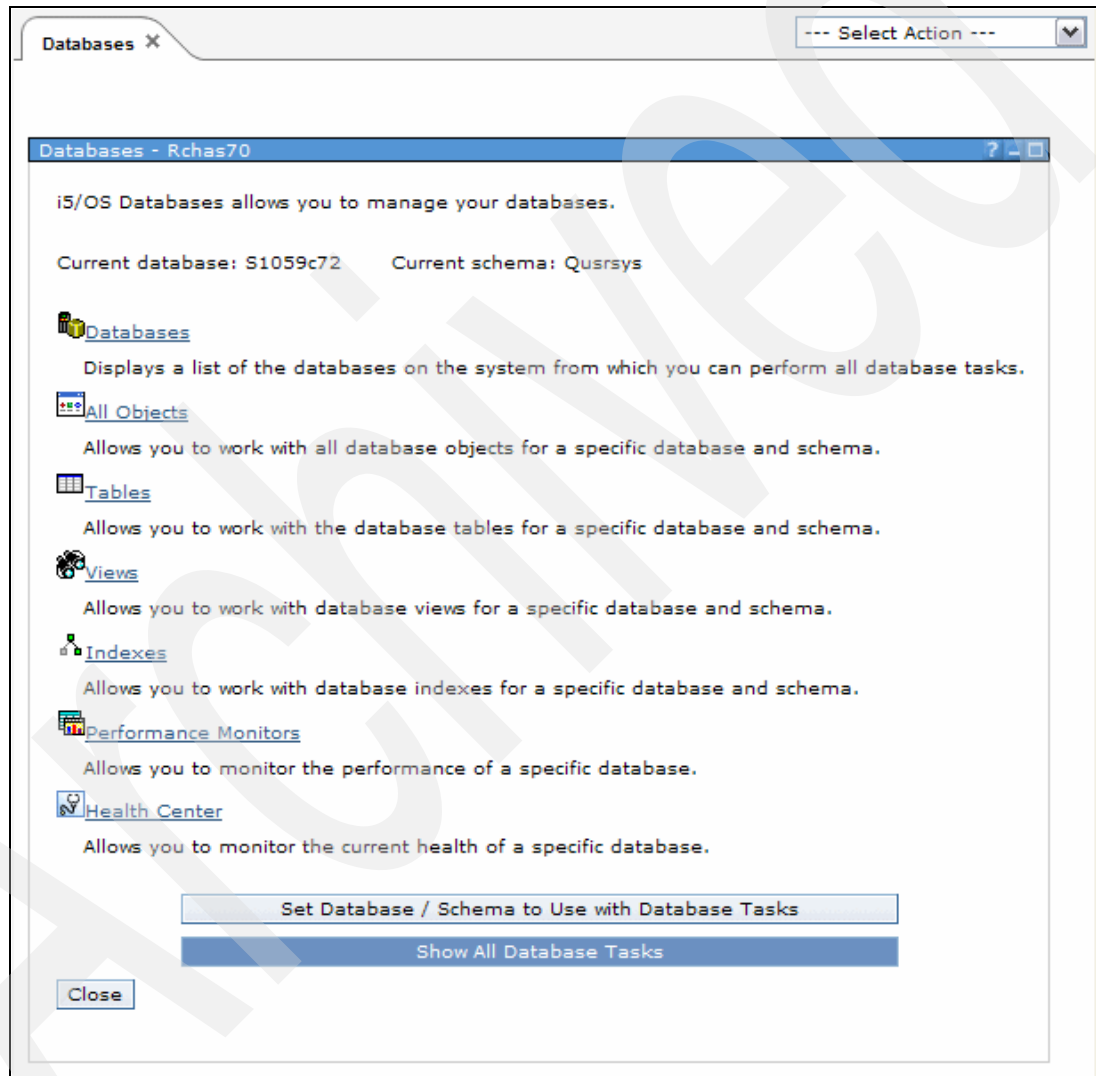 Databases
--- Select Action ---
Databases - Rchas70
i5/OS Databases allows you to manage your databases.
Current database: S1059c72 Current schema: Qusrsys
Databases
Displays a list of the databases on the system from which you can perform all database tasks.
All Objects
Allows you to work with all database objects for a specific database and schema.
Tables
Allows you to work with the database tables for a specific database and schema.
Views
Allows you to work with database views for a specific database and schema.
Indexes
Allows you to work with database indexes for a specific database and schema.
Performance Monitors
Allows you to monitor the performance of a specific database.
Health Center
Allows you to monitor the current health of a specific database.
Set Database / Schema to Use with Database Tasks
Show All Database Tasks
Close
Archived